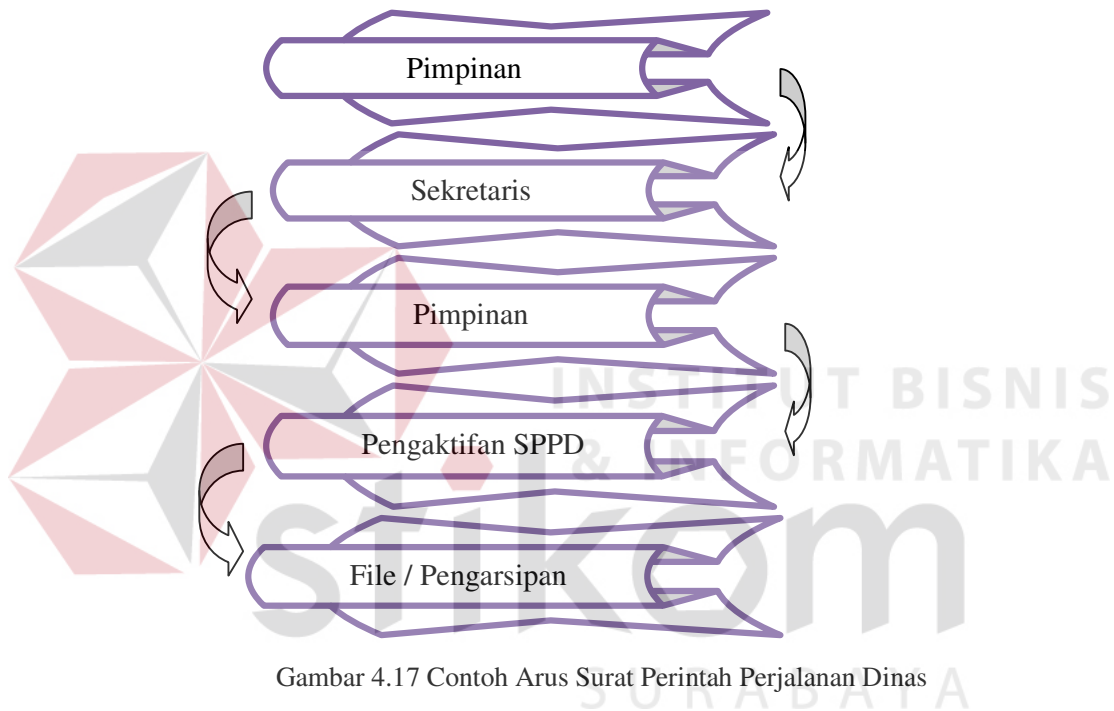 Pimpinan
Sekretaris
Pimpinan
INSTITUT BISNIS
Pengaktifan SPPD
& INFORMATIKA
stikom
File / Pengarsipan
Gambar 4.17 Contoh Arus Surat Perintah Perjalanan Dinas
SURABAYA